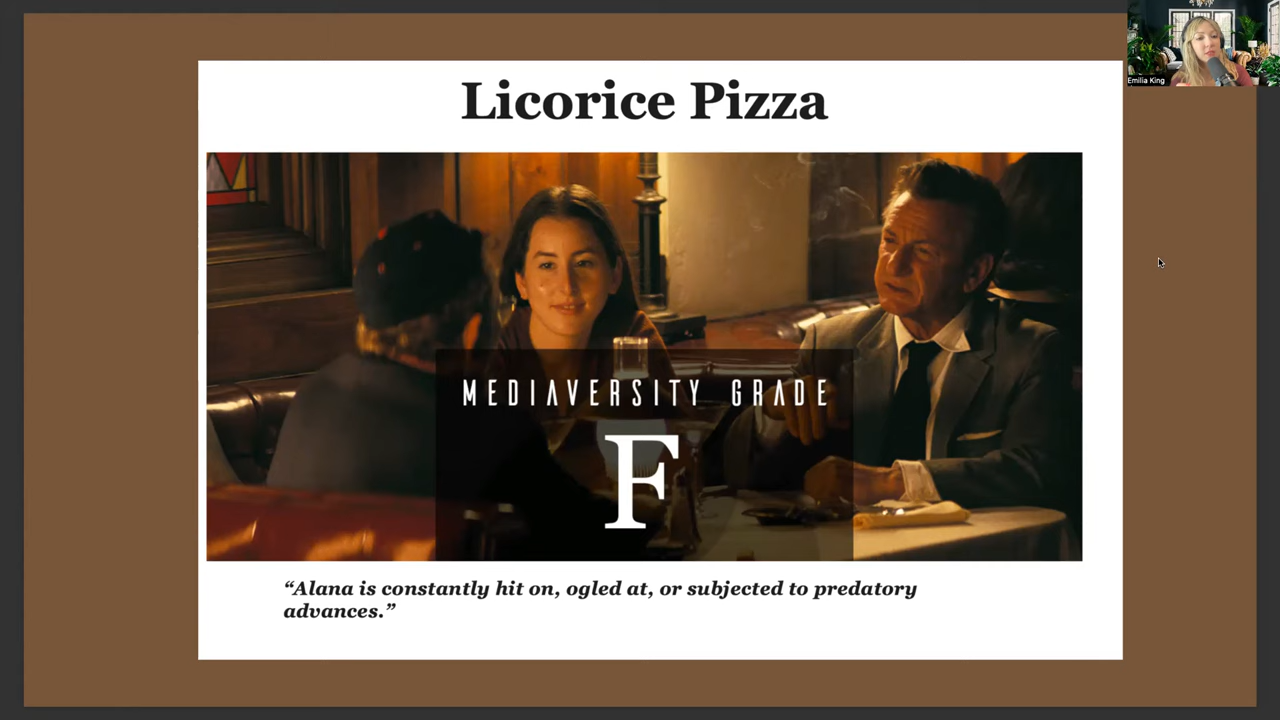 Licorice Pizza
Emilia King
MEDIAVERSITY GRADE
F
“Alana is constantly hit on, ogled at, or subjected to predatory
advances.”